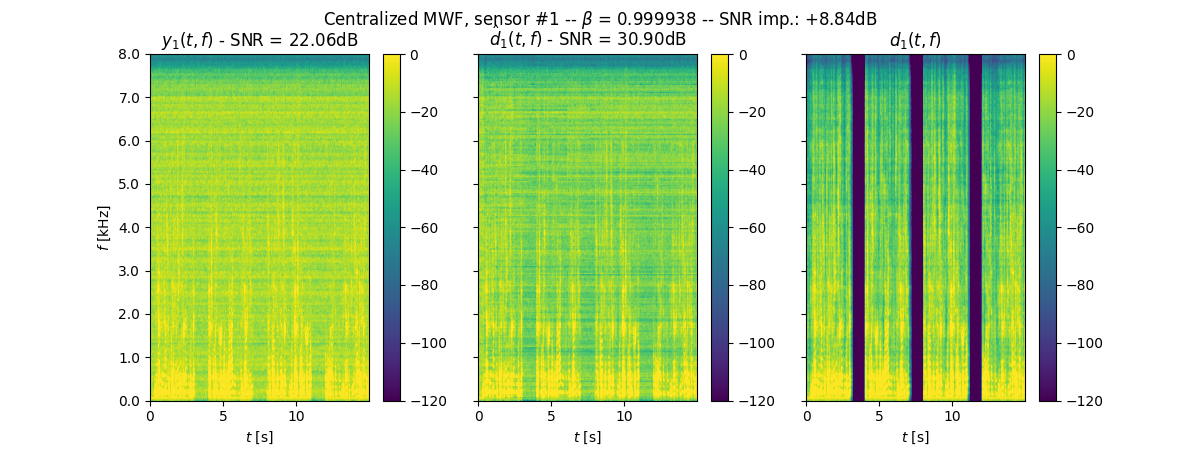 Centralized MWF, sensor #1 -- β = 0.999938 -- SNR imp.: +8.84dB
y₁(t, f) - SNR = 22.06dB
d̂₁(t, f) - SNR = 30.90dB
d₁(t, f)
8.0
7.0
6.0
5.0
4.0
3.0
2.0
1.0
0.0
f [kHz]
0 5 10
t [s]
0
−20
−40
−60
−80
−100
−120
0 5 10
t [s]
0
−20
−40
−60
−80
−100
−120
0 5 10
t [s]
0
−20
−40
−60
−80
−100
−120